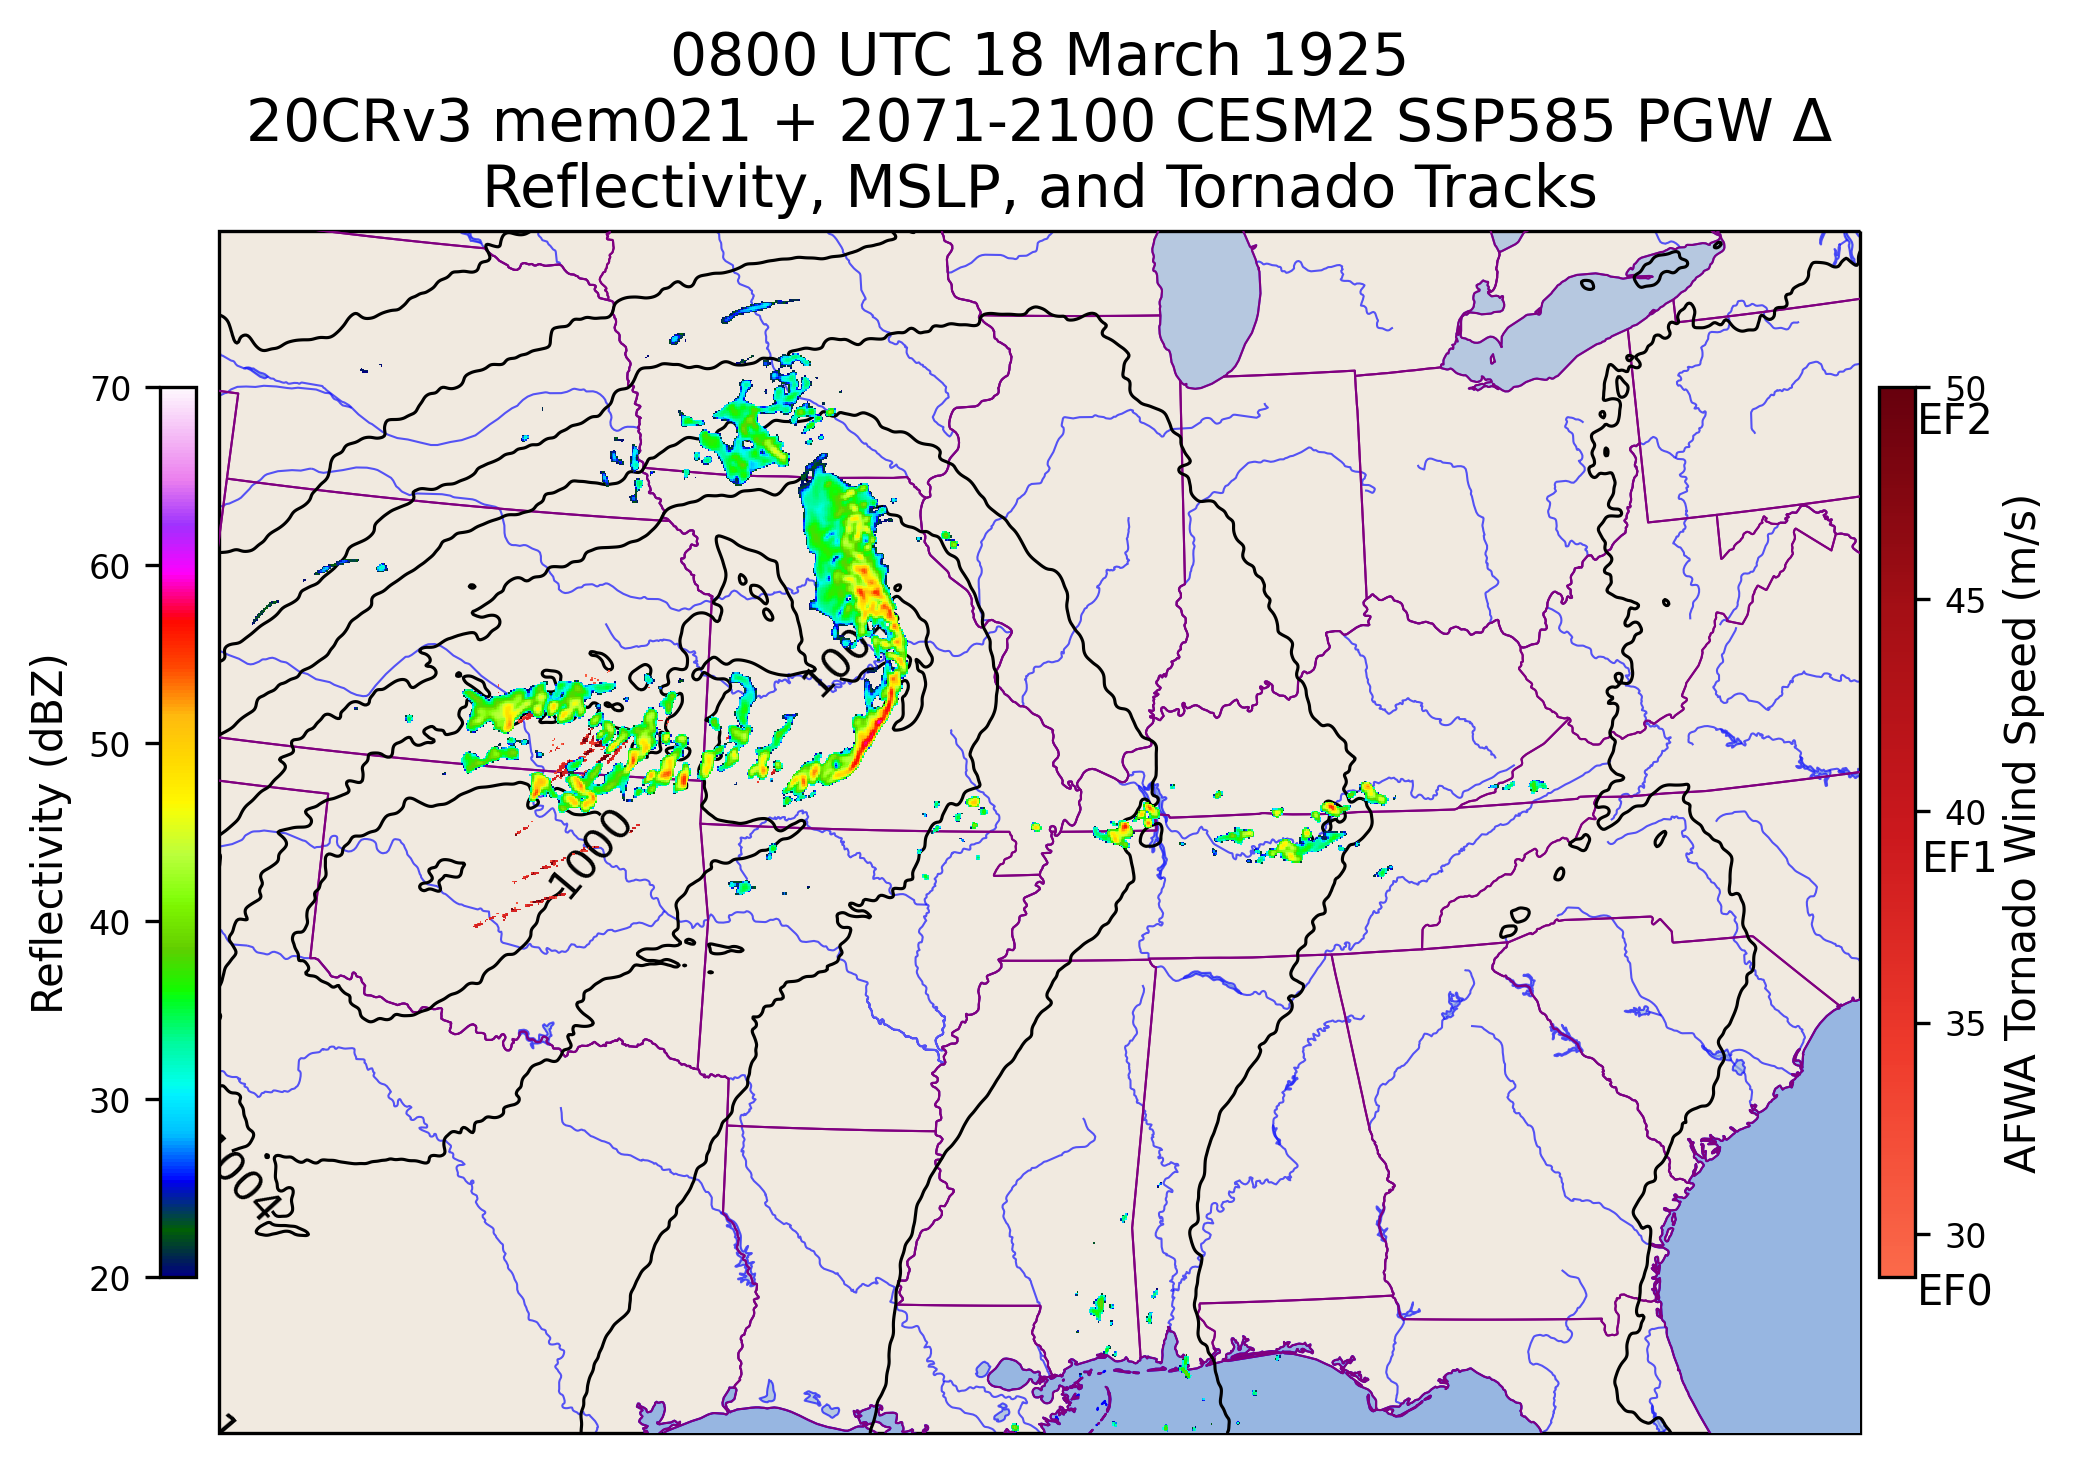 0800 UTC 18 March 1925
20CRv3 mem021 + 2071-2100 CESM2 SSP585 PGW Δ
Reflectivity, MSLP, and Tornado Tracks
70
60
50
40
30
20
Reflectivity (dBZ)
1000
004
50
EF2
45
40
EF1
35
30
EF0
AFWA Tornado Wind Speed (m/s)